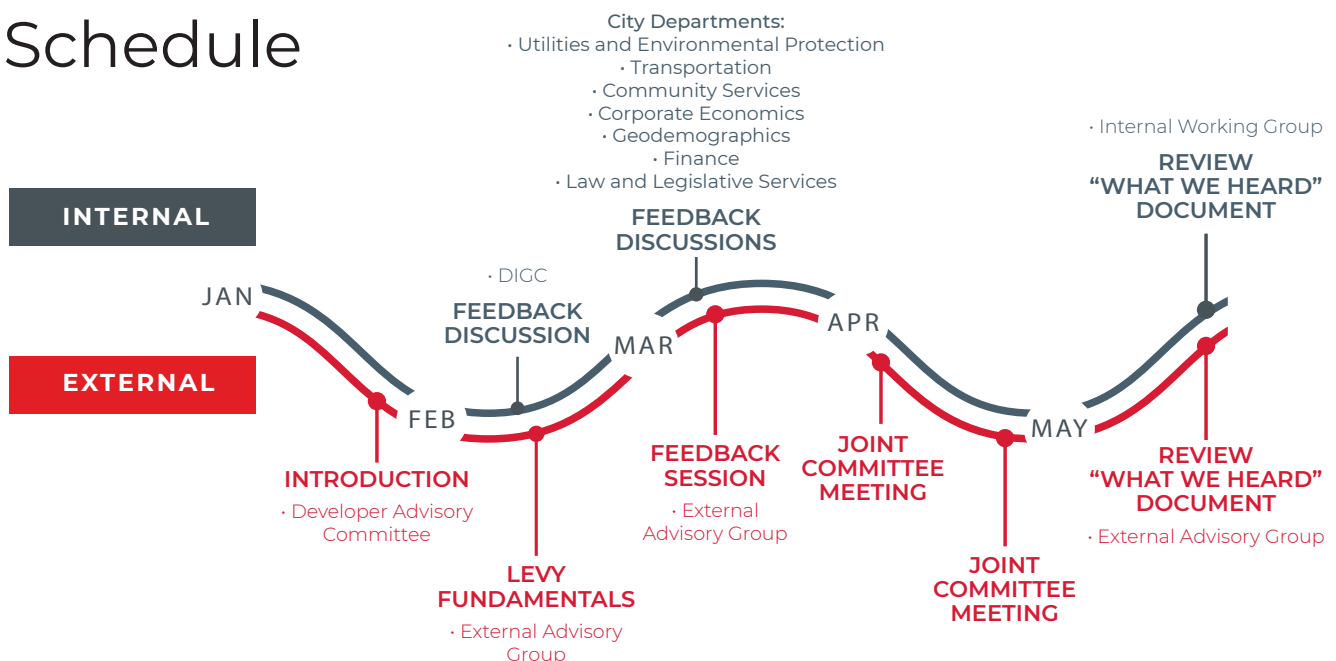 Schedule
City Departments:
· Utilities and Environmental Protection
· Transportation
· Community Services
· Corporate Economics
· Geodemographics
· Finance
· Law and Legislative Services
FEEDBACK
DISCUSSIONS
· Internal Working Group
REVIEW
“WHAT WE HEARD”
DOCUMENT
INTERNAL
· DIGC
FEEDBACK
DISCUSSION
JAN
FEB
MAR
APR
MAY
EXTERNAL
INTRODUCTION
· Developer Advisory
Committee
LEVY
FUNDAMENTALS
· External Advisory
Group
FEEDBACK
SESSION
· External
Advisory Group
JOINT
COMMITTEE
MEETING
JOINT
COMMITTEE
MEETING
REVIEW
“WHAT WE HEARD”
DOCUMENT
· External Advisory Group